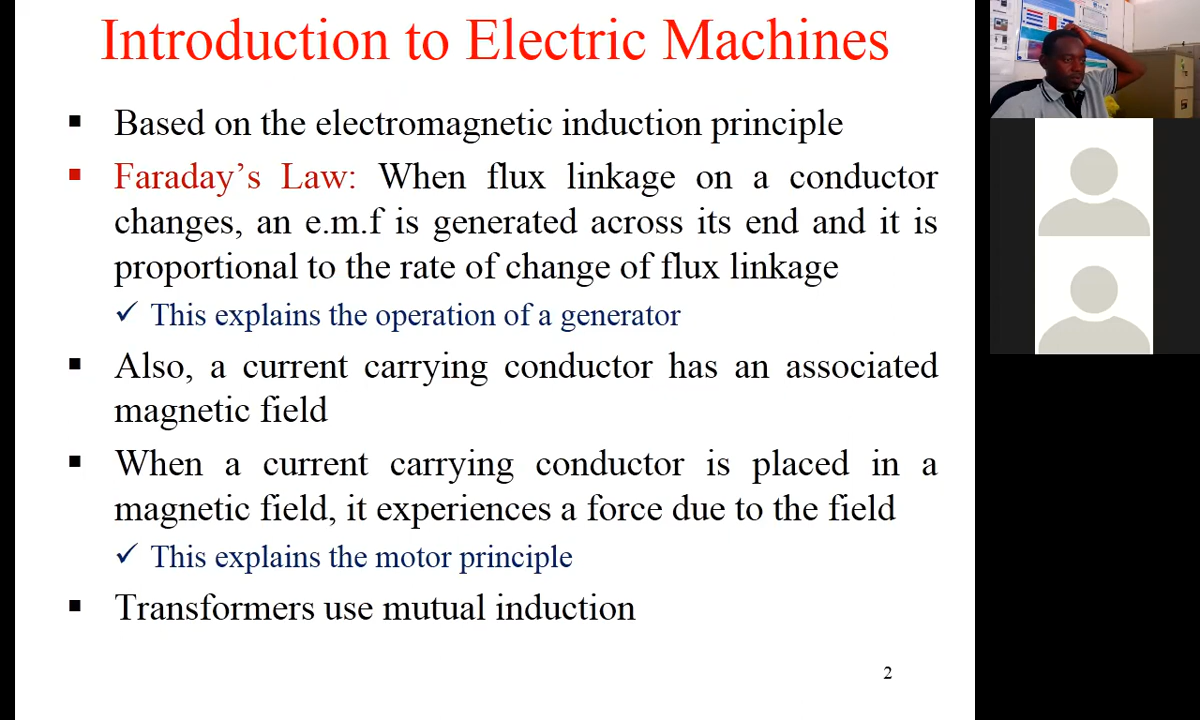 Introduction to Electric Machines
▪ Based on the electromagnetic induction principle
▪ Faraday’s Law: When flux linkage on a conductor
changes, an e.m.f is generated across its end and it is
proportional to the rate of change of flux linkage
✓ This explains the operation of a generator
▪ Also, a current carrying conductor has an associated
magnetic field
▪ When a current carrying conductor is placed in a
magnetic field, it experiences a force due to the field
✓ This explains the motor principle
▪ Transformers use mutual induction
2